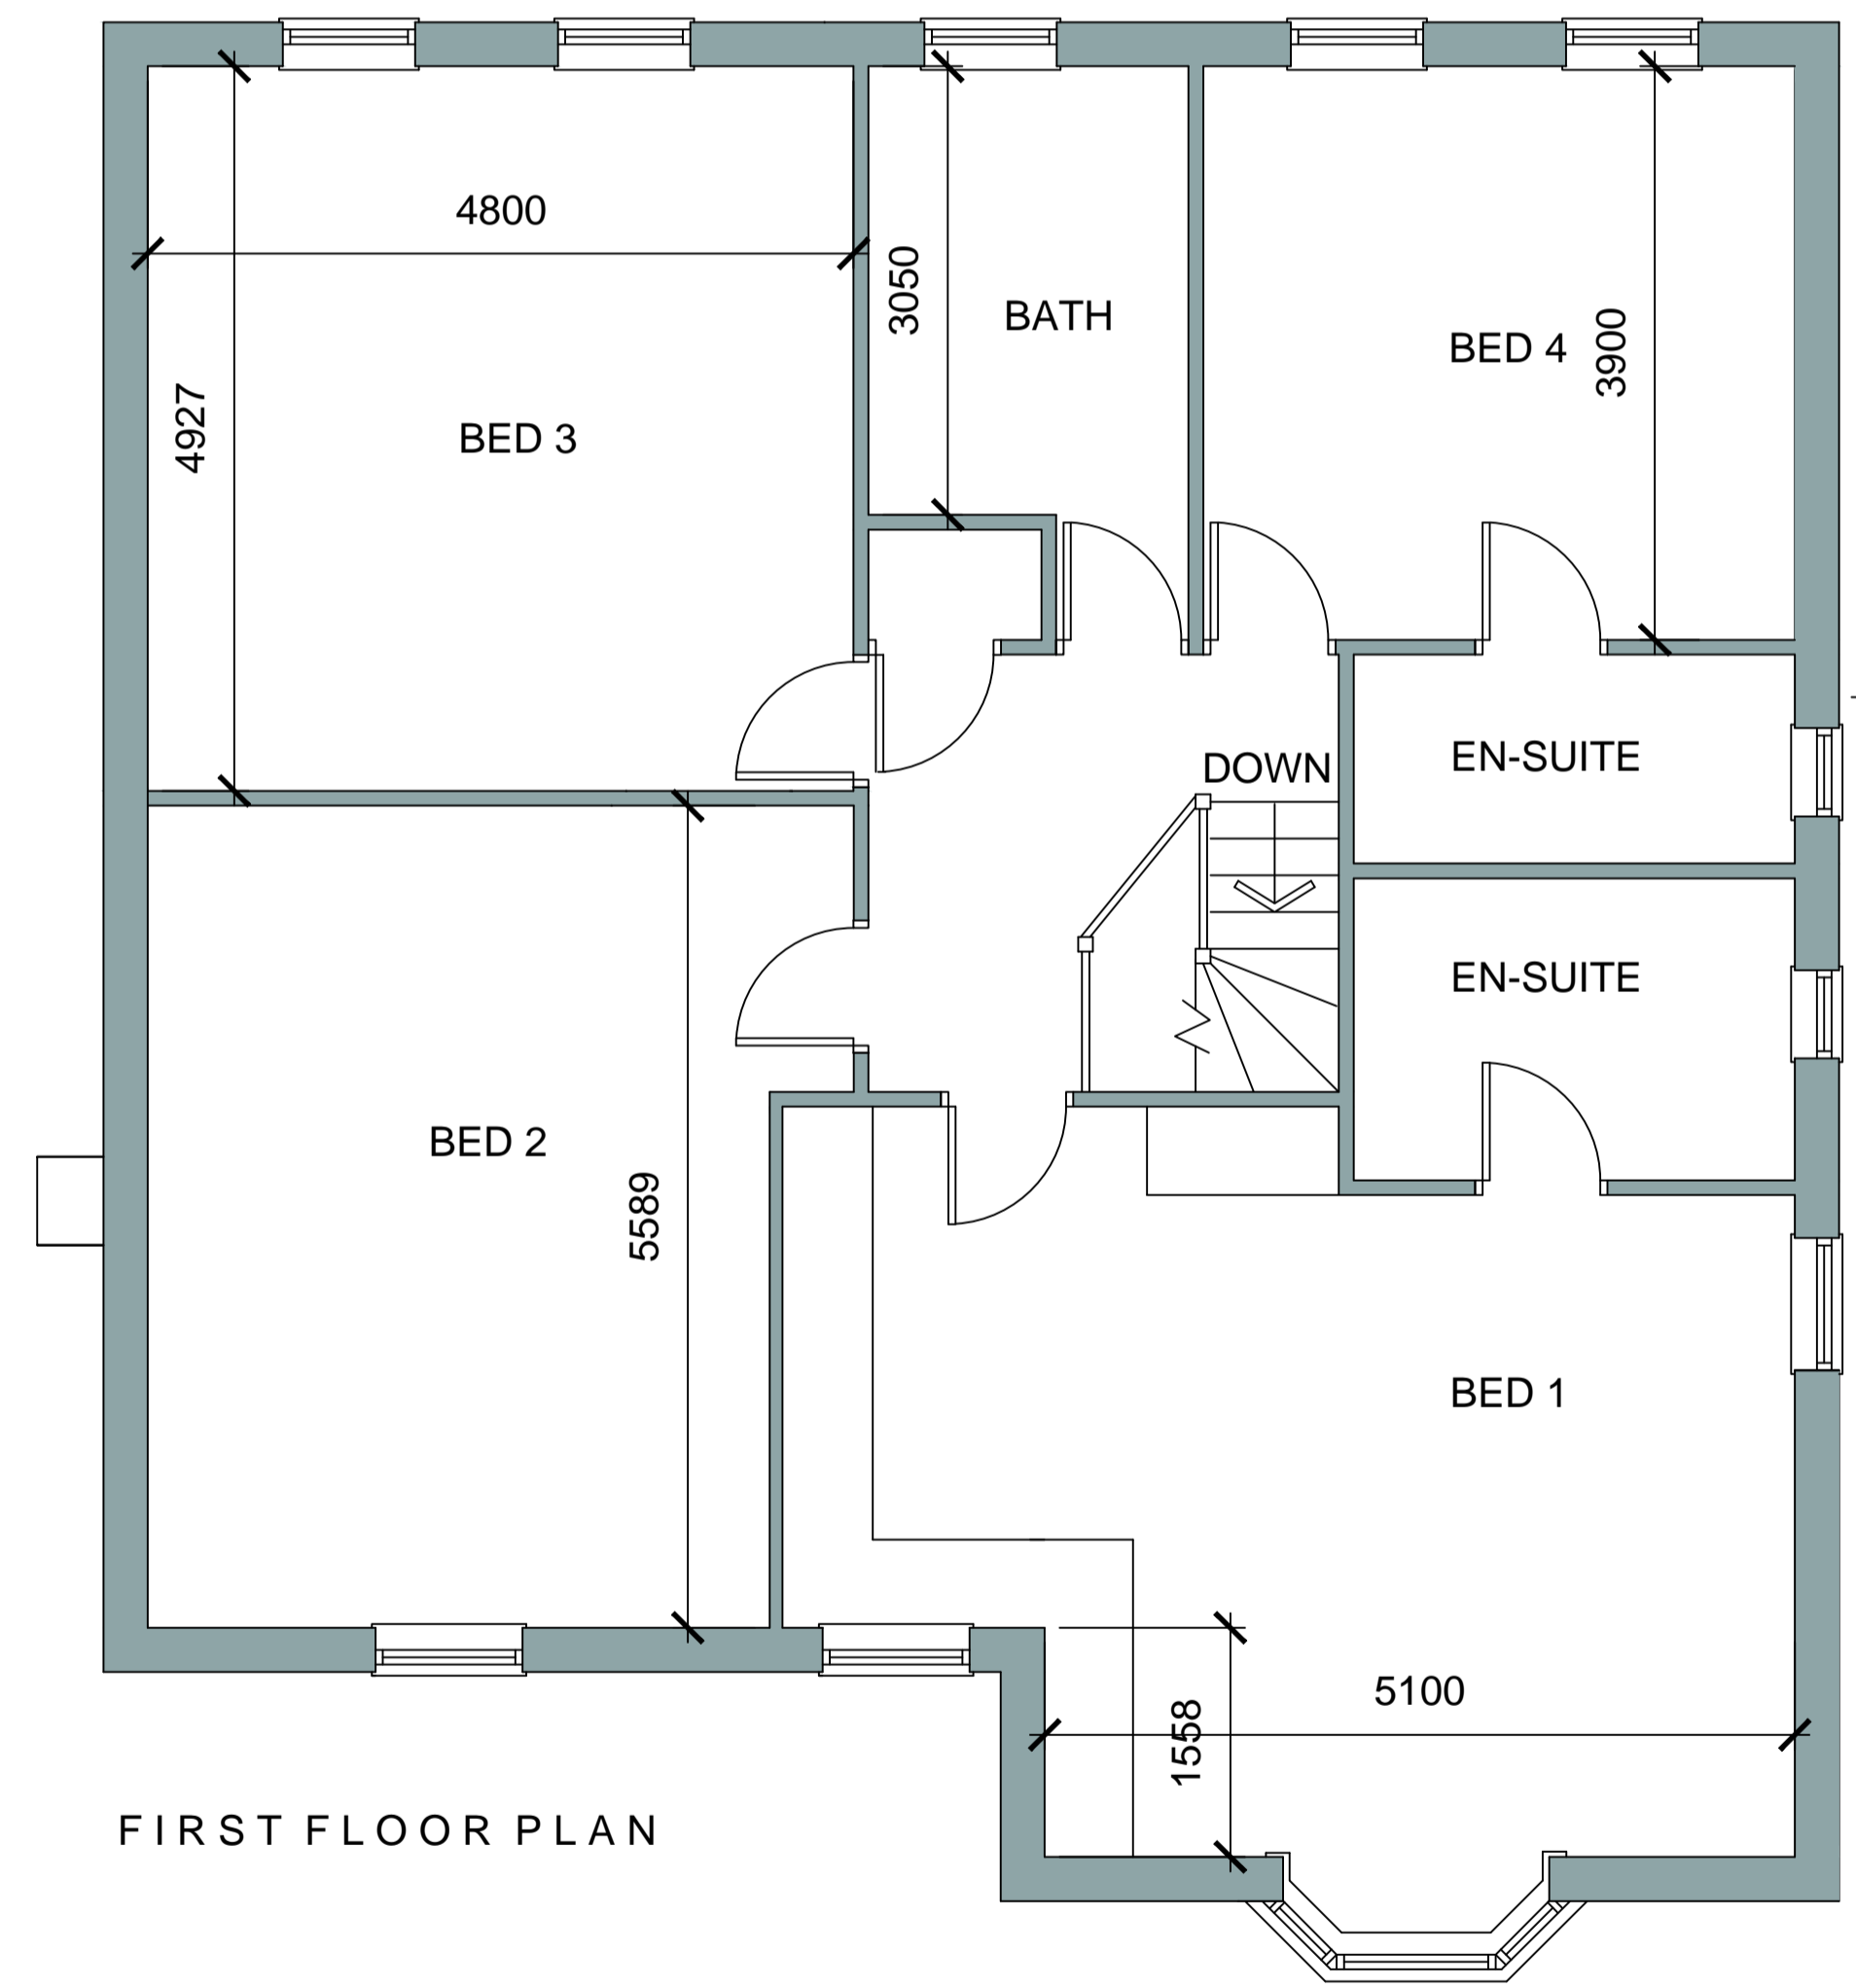 4800
3050
BATH
3900
BED 4
4927
BED 3
DOWN
EN-SUITE
EN-SUITE
BED 2
5589
BED 1
5100
1558
FIRST FLOOR PLAN